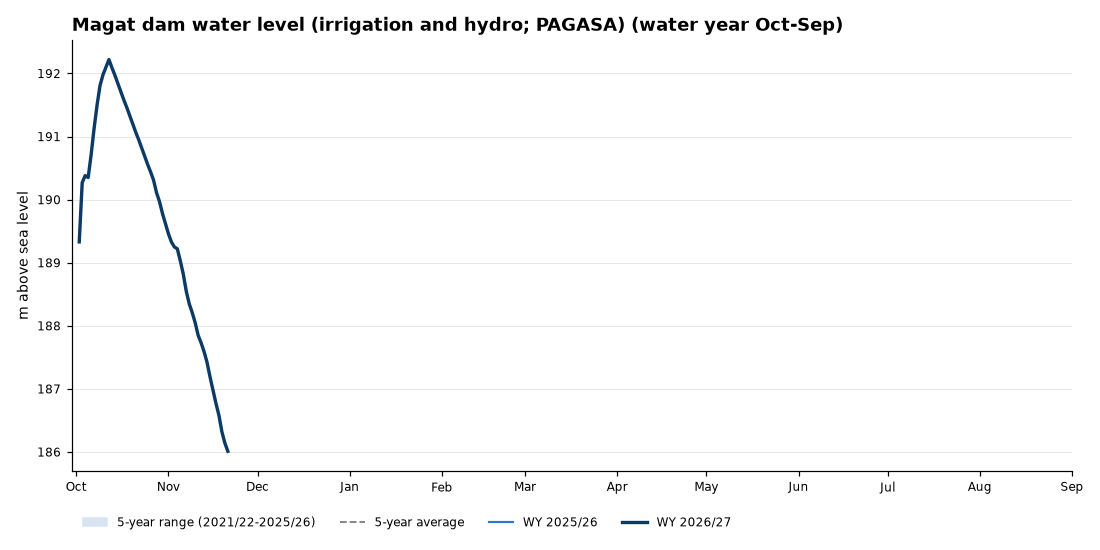 Magat dam water level (irrigation and hydro; PAGASA) (water year Oct-Sep)
m above sea level
192
191
190
189
188
187
186
Oct Nov Dec Jan Feb Mar Apr May Jun Jul Aug Sep
5-year range (2021/22-2025/26) 5-year average WY 2025/26 WY 2026/27